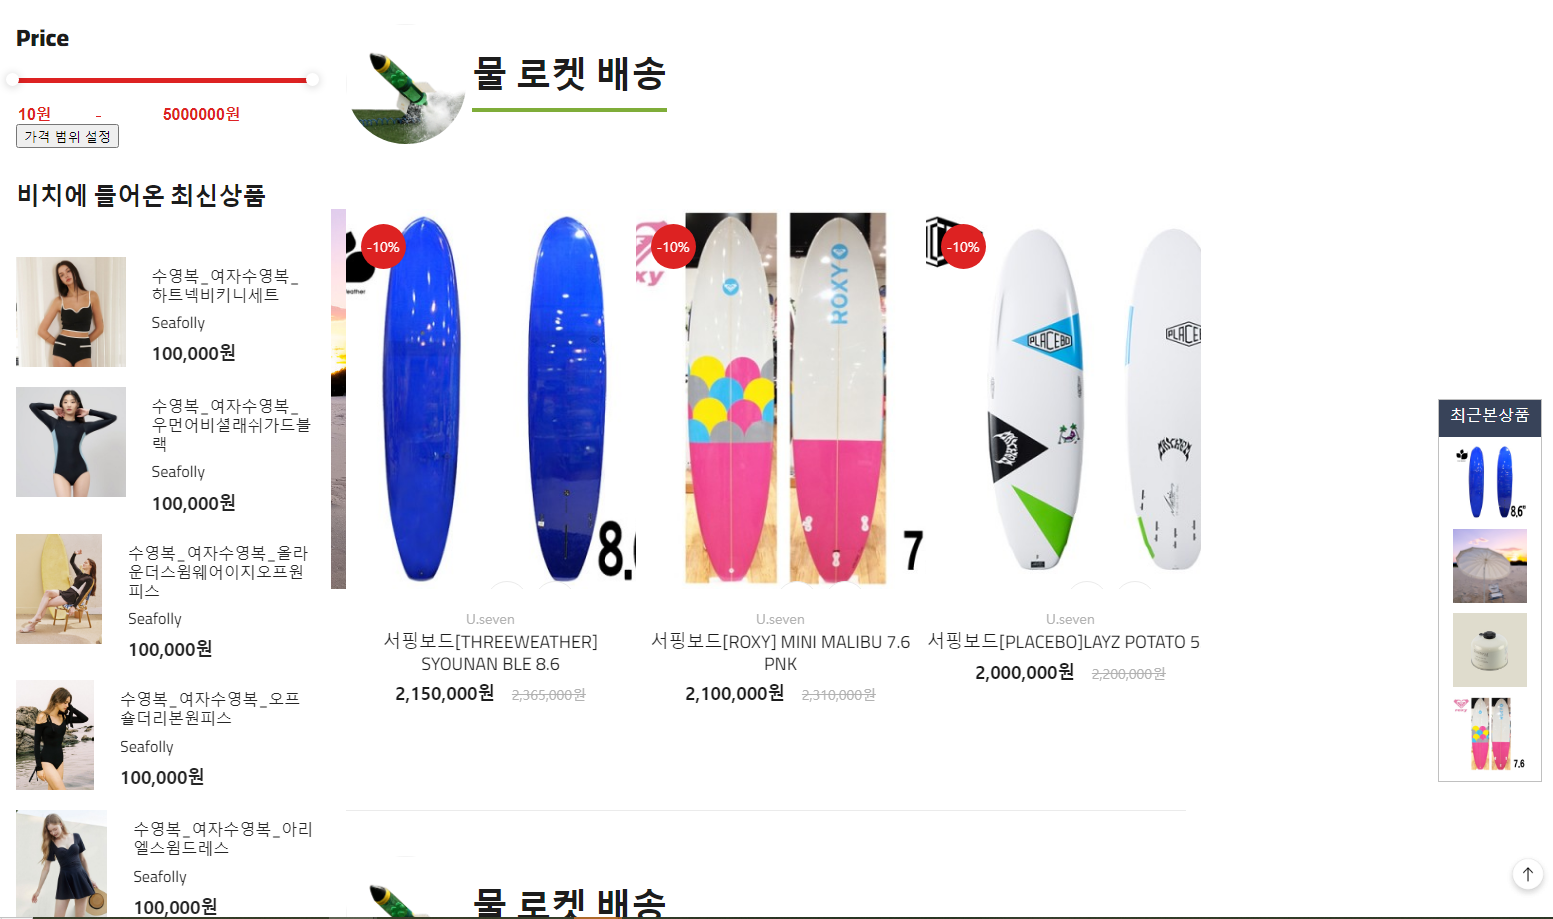 Price
10원 - 5000000원
가격 범위 설정
비치에 들어온 최신상품
수영복_여자수영복_
하트넥비키니세트
Seafolly
100,000원
수영복_여자수영복_
우먼어비셜래쉬가드블
랙
Seafolly
100,000원
수영복_여자수영복_올라
운더스윔웨어이지오프원
피스
Seafolly
100,000원
수영복_여자수영복_오프
숄더리본원피스
Seafolly
100,000원
수영복_여자수영복_아리
엘스윔드레스
Seafolly
100,000원
물 로켓 배송
-10%
eather
8.
U.seven
서핑보드[THREEWEATHER]
SYOUNAN BLE 8.6
2,150,000원 2,365,000원
-10%
oxy
ROXY
7
U.seven
서핑보드[ROXY] MINI MALIBU 7.6
PNK
2,100,000원 2,310,000원
-10%
PLACEBO
PLACEBO
U.seven
서핑보드[PLACEBO]LAYZ POTATO 5
2,000,000원 2,200,000원
물 로켓 배송
최근본상품
8,6"
7,6